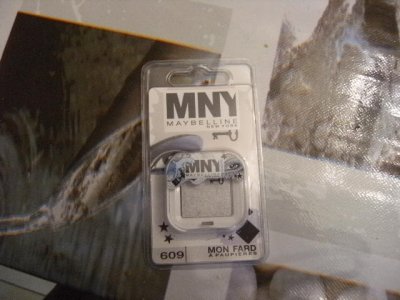 MNY
MAYBELLINE
NEW YORK
MNY
609
MON FARD
À PAUPIÈRES